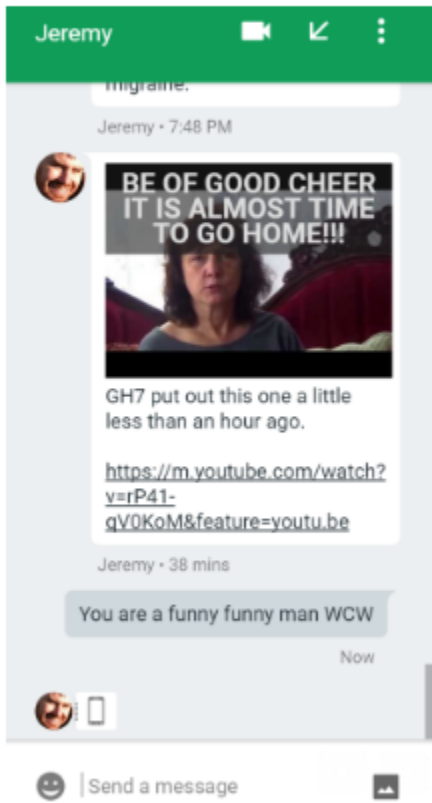 Jeremy
migraine.
Jeremy • 7:48 PM
BE OF GOOD CHEER
IT IS ALMOST TIME
TO GO HOME!!!
GH7 put out this one a little
less than an hour ago.
https://m.youtube.com/watch?
v=rP41-
qV0KoM&feature=youtu.be
Jeremy • 38 mins
You are a funny funny man WCW
Now
Send a message